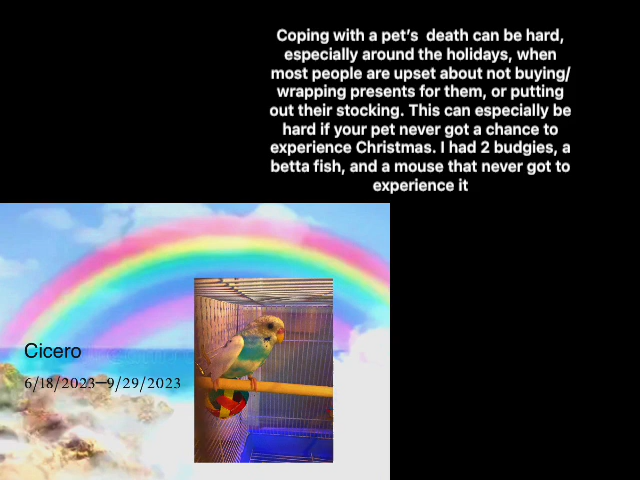 Coping with a pet's  death can be hard,
especially around the holidays, when
most people are upset about not buying/
wrapping presents for them, or putting
out their stocking. This can especially be
hard if your pet never got a chance to
experience Christmas. I had 2 budgies, a
betta fish, and a mouse that never got to
experience it
Cicero
6/18/2023—9/29/2023